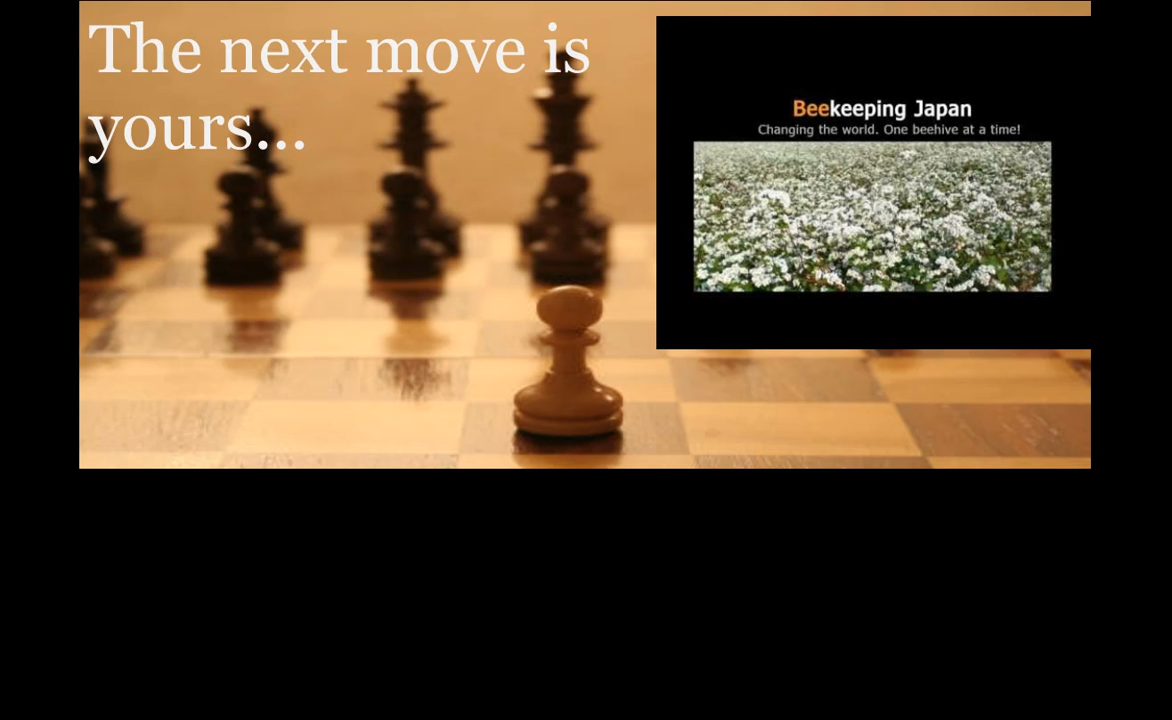 The next move is
yours...
Beekeeping Japan
Changing the world. One beehive at a time!